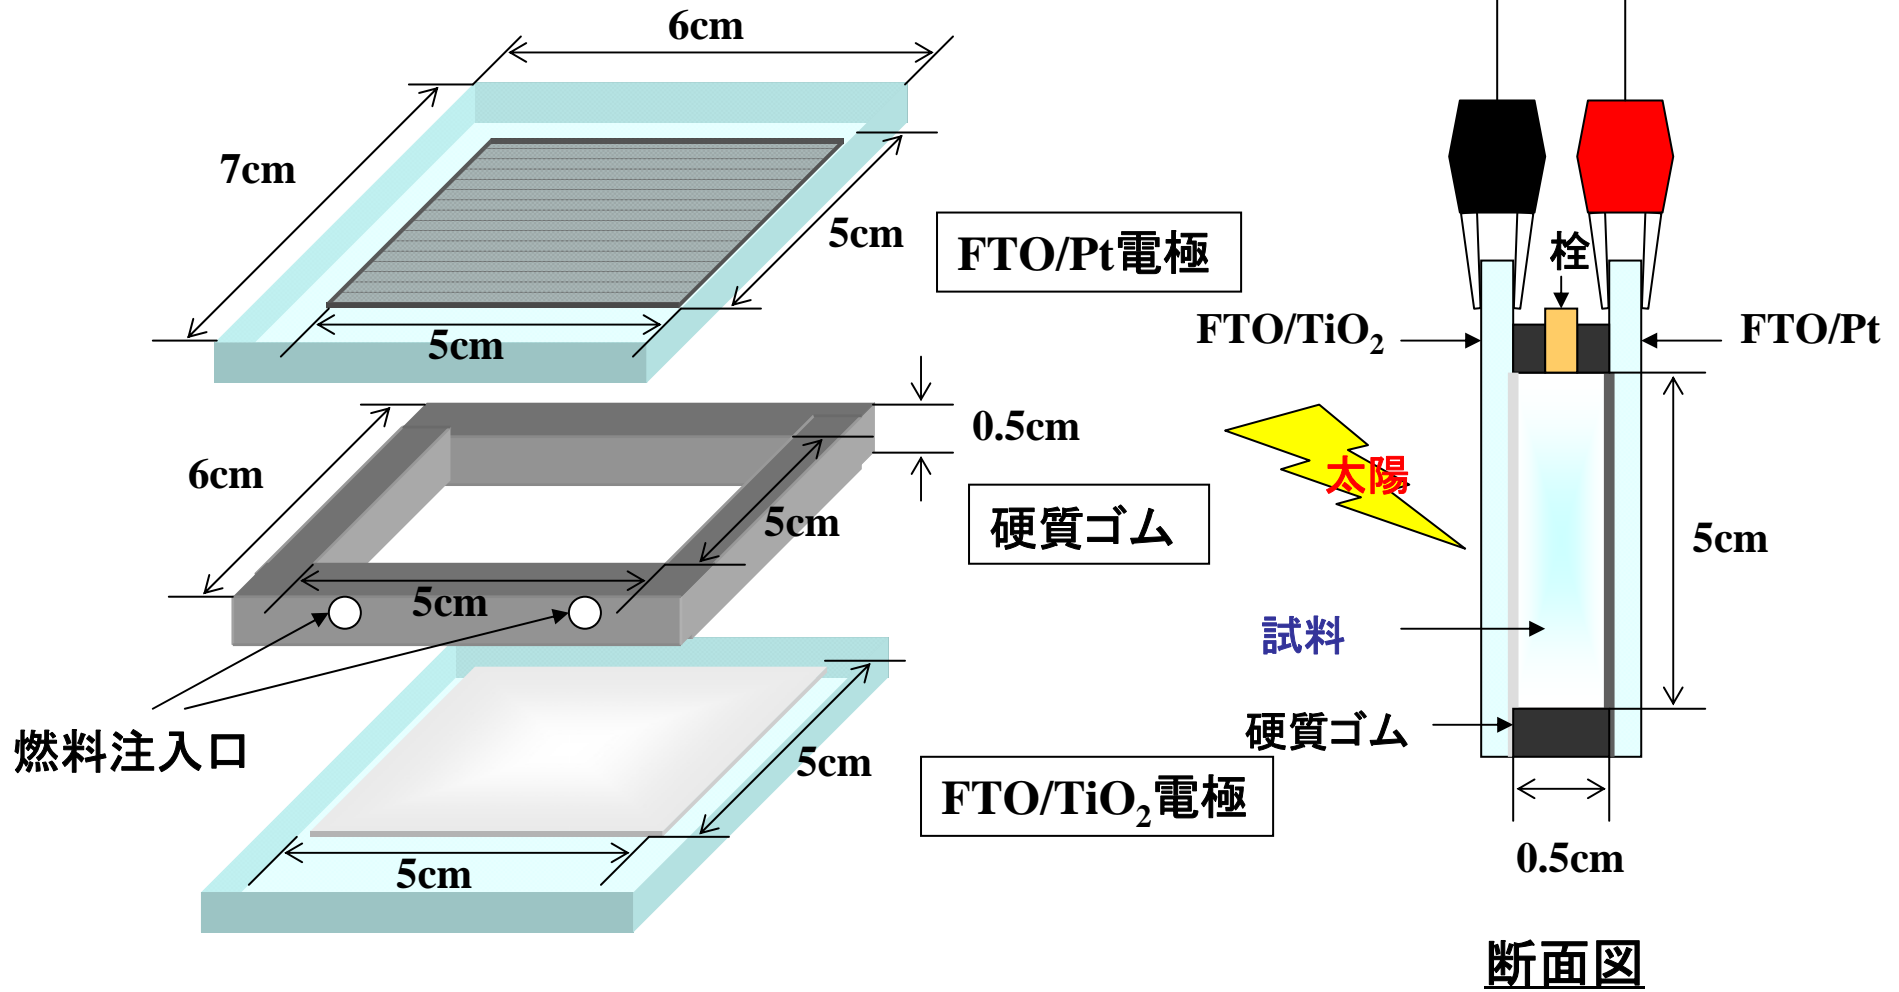 6cm
7cm
5cm
5cm
FTO/Pt電極
0.5cm
6cm
5cm
硬質ゴム
5cm
燃料注入口
5cm
FTO/TiO₂電極
5cm
栓
FTO/TiO₂
FTO/Pt
太陽
5cm
試料
硬質ゴム
0.5cm
断面図